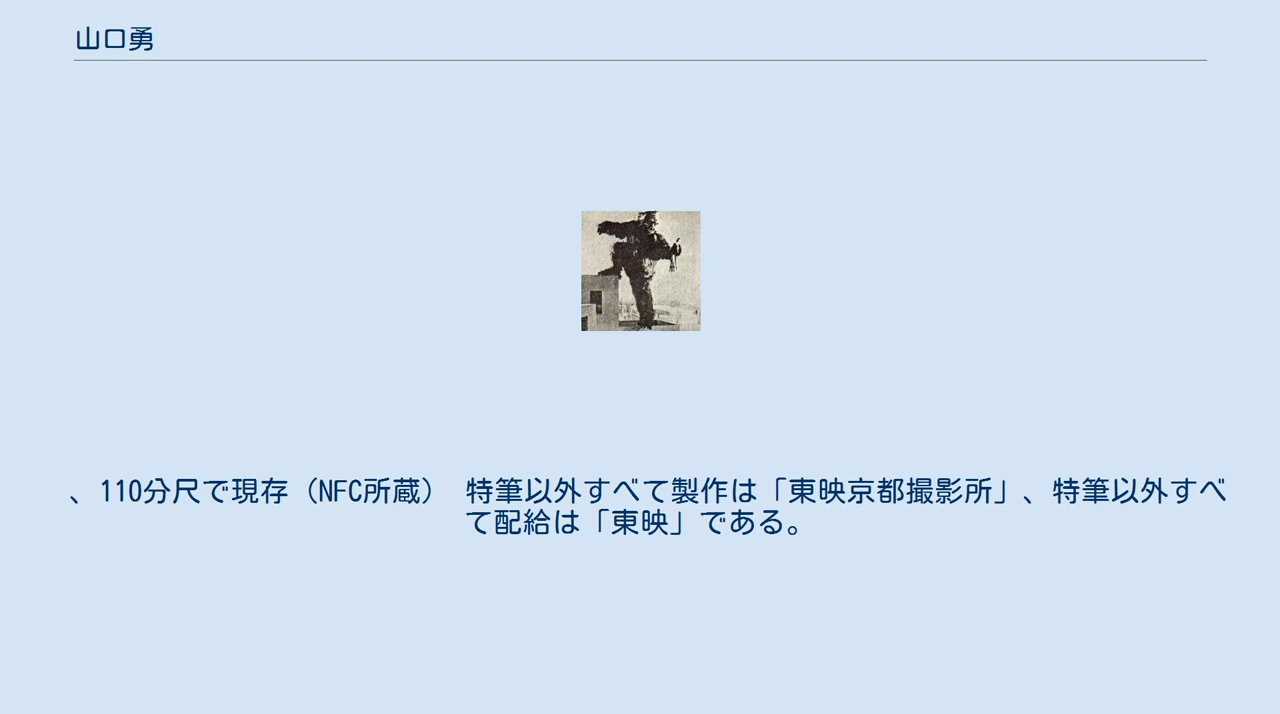 山口勇
、110分尺で現存（NFC所蔵） 特筆以外すべて製作は「東映京都撮影所」、特筆以外すべ
て配給は「東映」である。